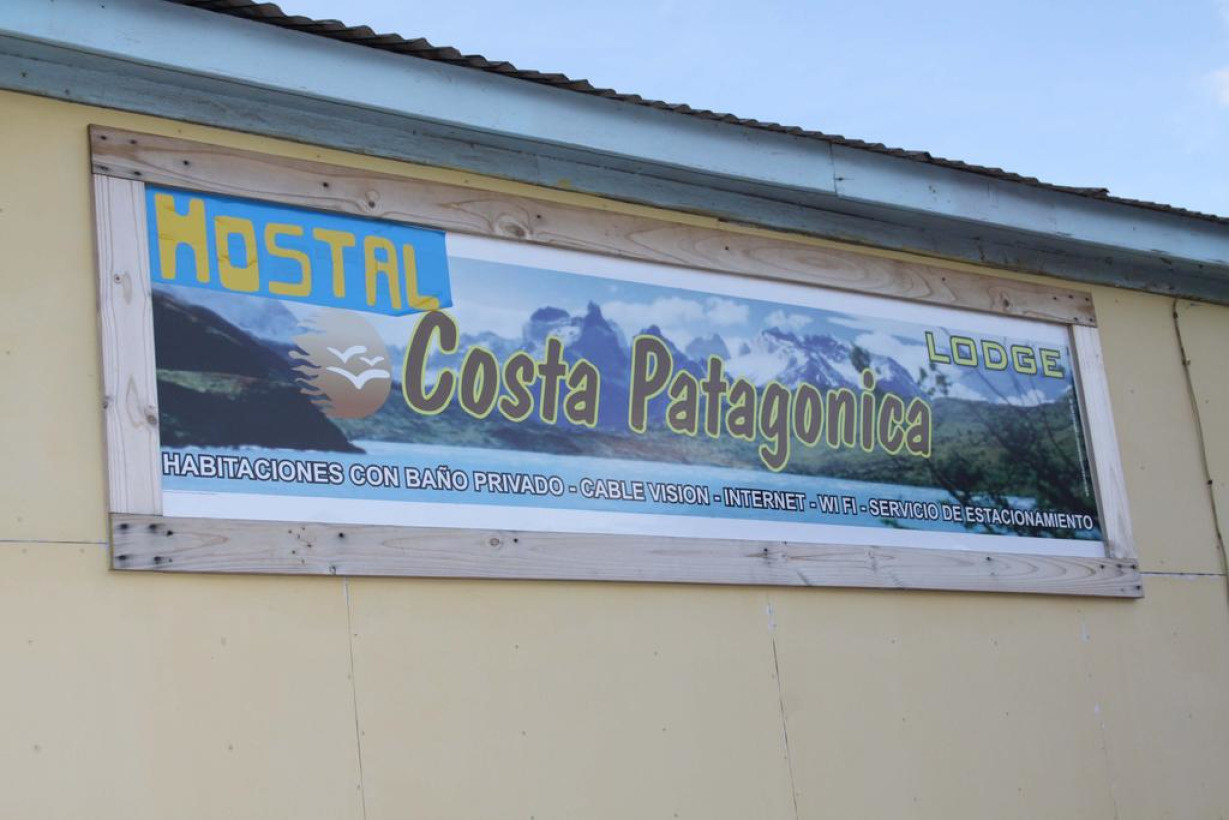 HOSTAL
Costa Patagonica
LODGE
HABITACIONES CON BAÑO PRIVADO - CABLE VISION - INTERNET - WI FI - SERVICIO DE ESTACIONAMIENTO